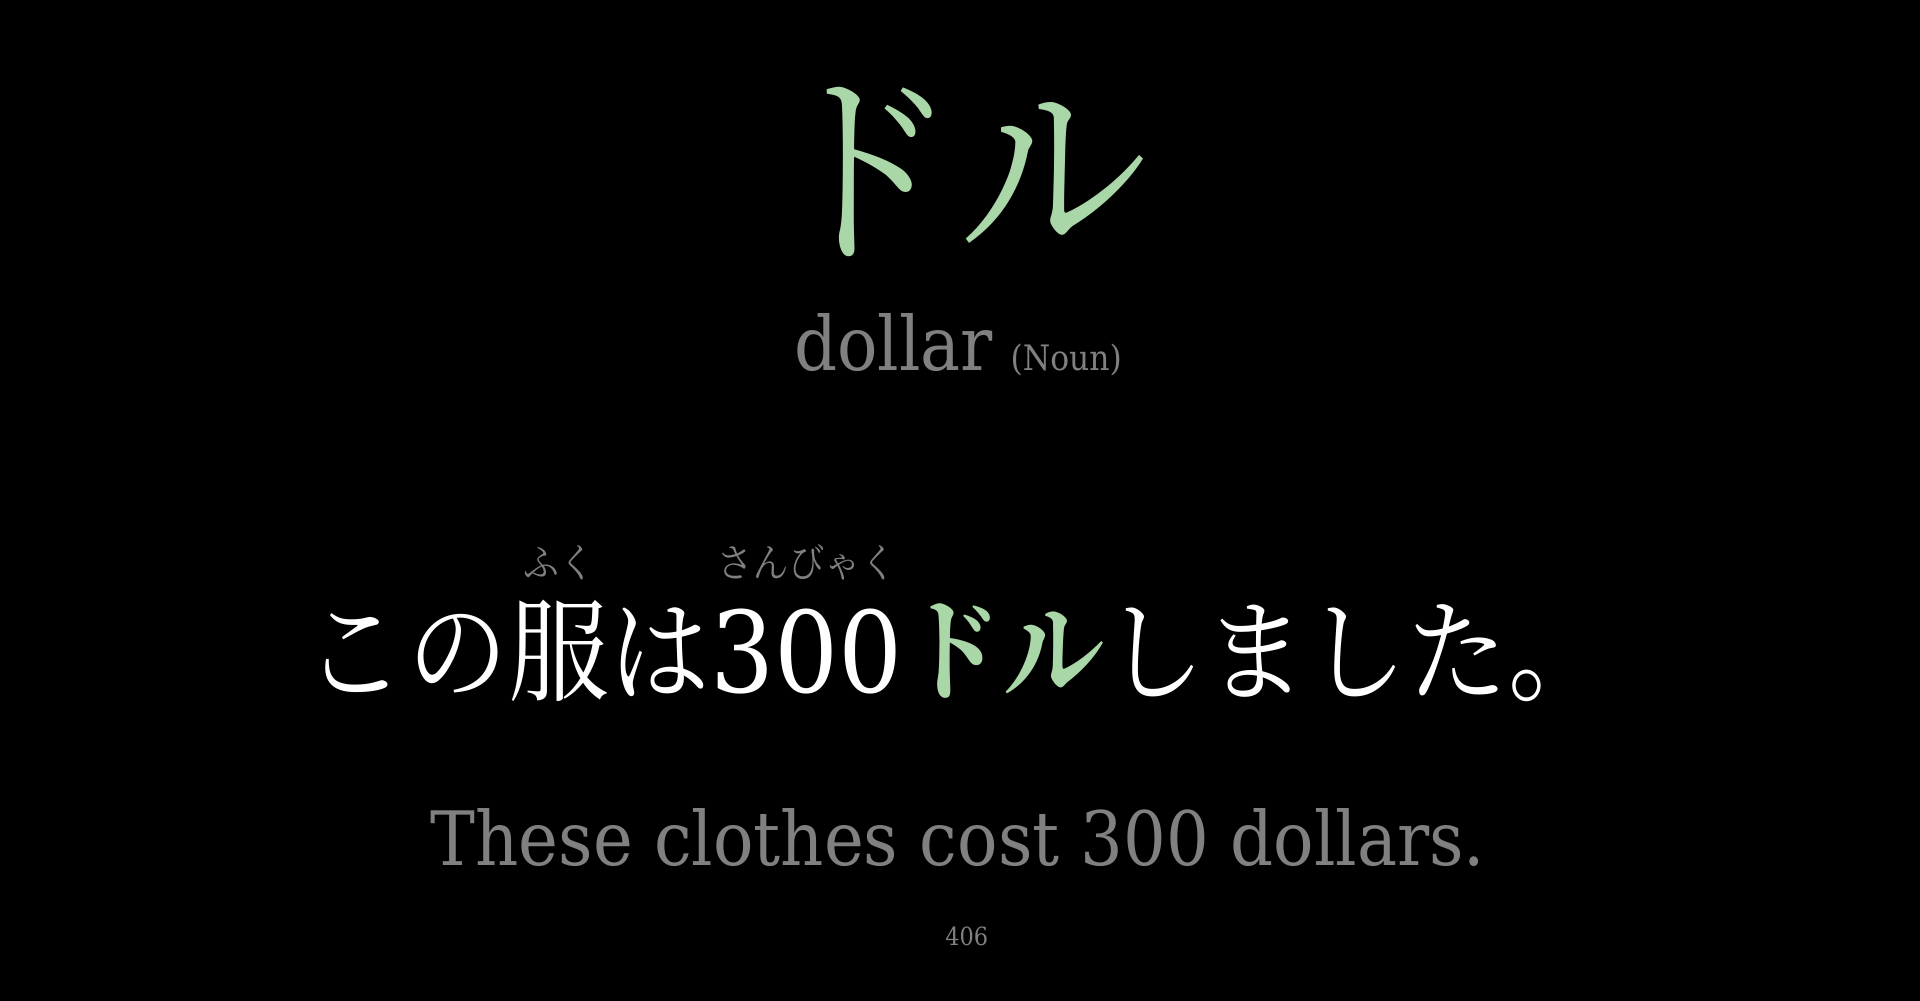 ドル
dollar (Noun)
ふく さんびゃく
この服は300ドルしました。
These clothes cost 300 dollars.
406